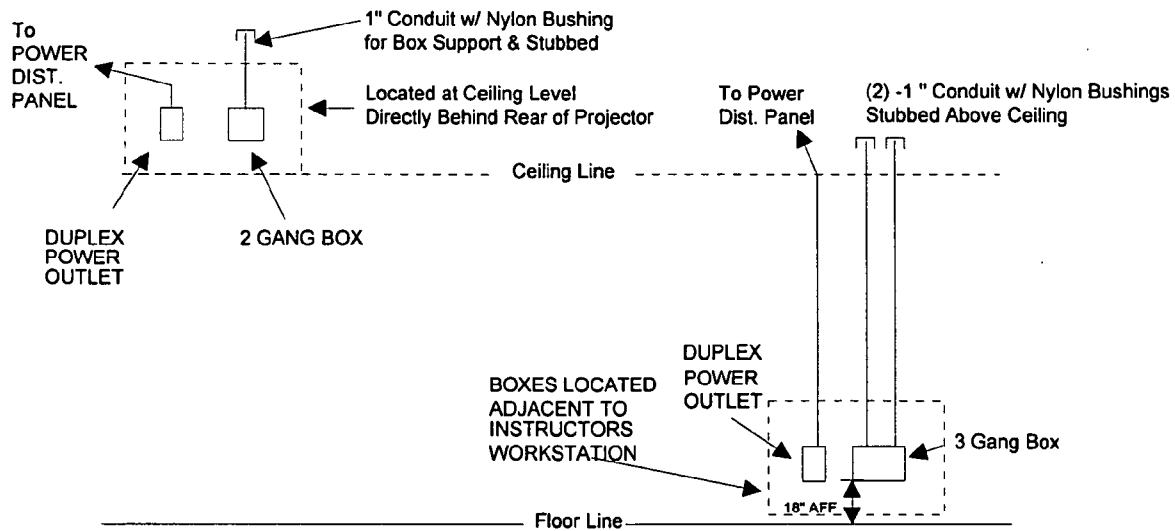 To
POWER
DIST.
PANEL
1" Conduit w/ Nylon Bushing
for Box Support & Stubbed
Located at Ceiling Level
Directly Behind Rear of Projector
To Power
Dist. Panel
(2) -1 " Conduit w/ Nylon Bushings
Stubbed Above Ceiling
Ceiling Line
DUPLEX
POWER
OUTLET
2 GANG BOX
DUPLEX
POWER
OUTLET
BOXES LOCATED
ADJACENT TO
INSTRUCTORS
WORKSTATION
3 Gang Box
18" AFF
Floor Line